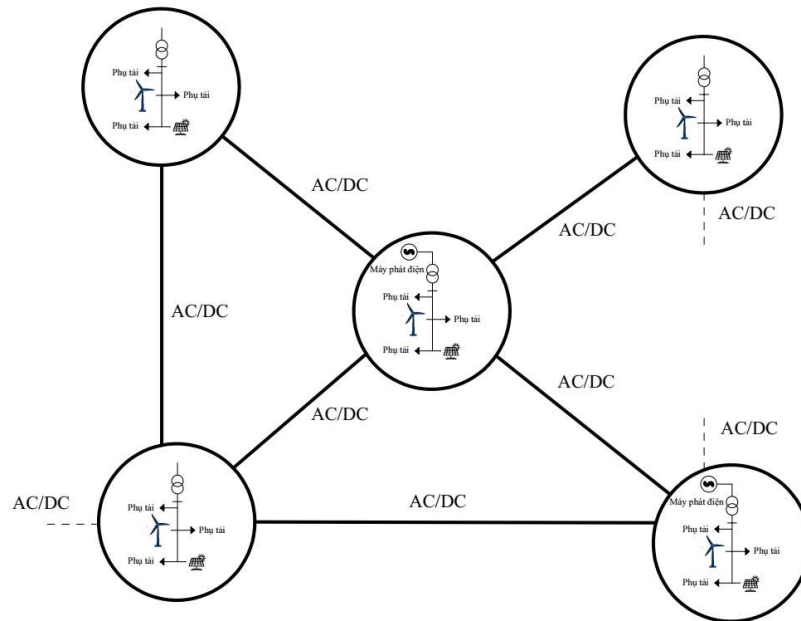 Phụ tải
Phụ tải
Phụ tải
Phụ tải
Phụ tải
Phụ tải
AC/DC
AC/DC
AC/DC
Máy phát điện
Phụ tải
Phụ tải
Phụ tải
AC/DC
AC/DC
AC/DC
AC/DC
AC/DC
AC/DC
Phụ tải
Phụ tải
Phụ tải
Máy phát điện
Phụ tải
Phụ tải
Phụ tải